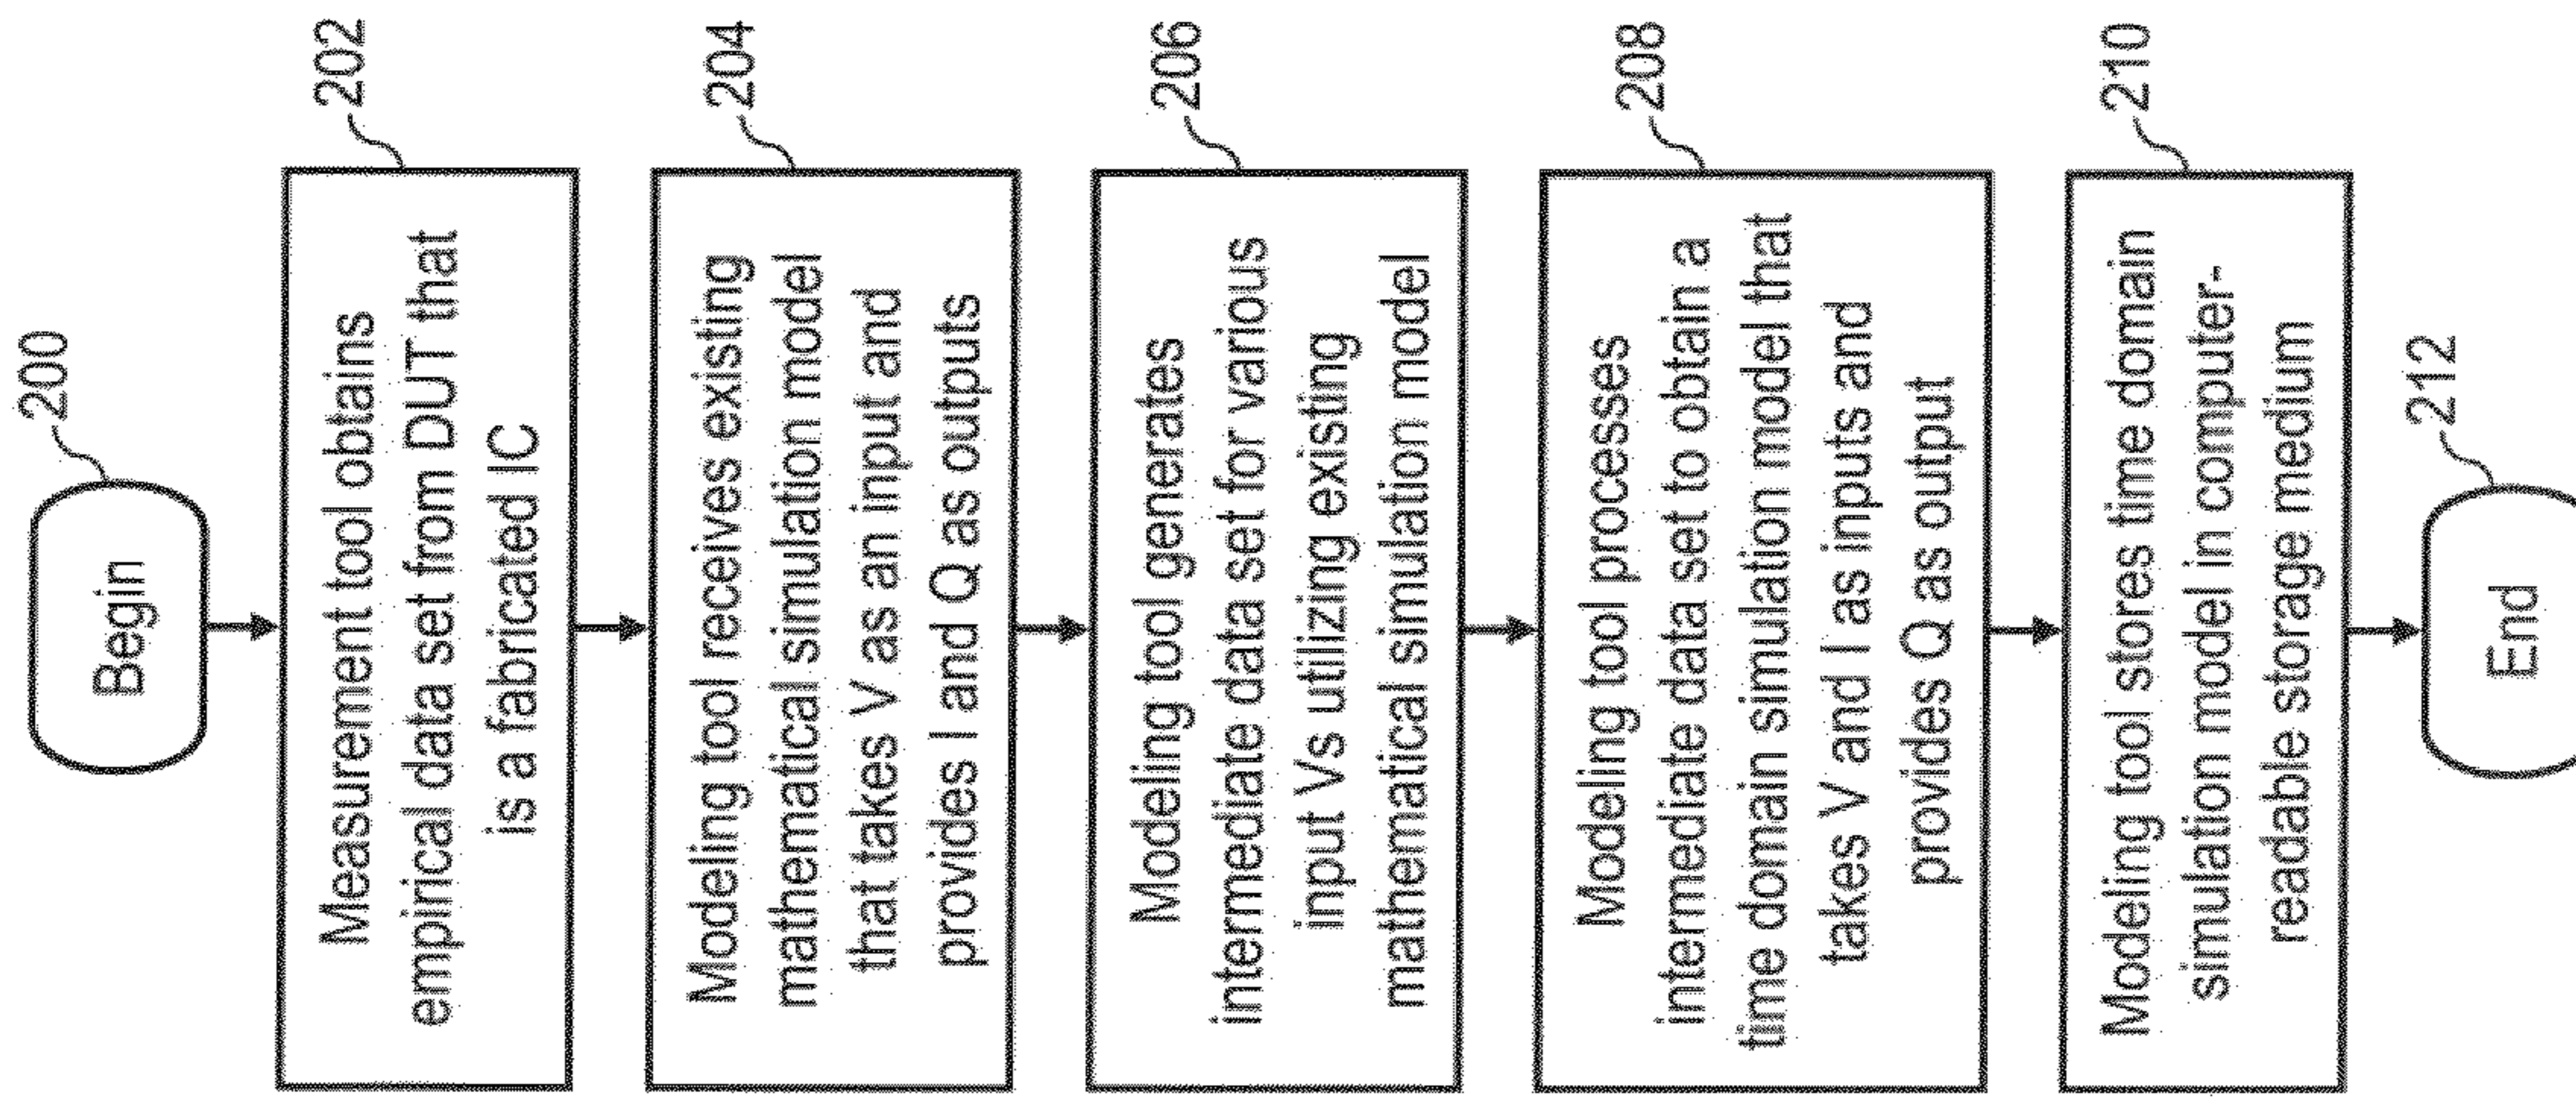 Begin
200
Measurement tool obtains
empirical data set from DUT that
is a fabricated IC
202
Modeling tool receives existing
mathematical simulation model
that takes V as an input and
provides I and Q as outputs
204
Modeling tool generates
intermediate data set for various
input Vs utilizing existing
mathematical simulation model
206
Modeling tool processes
intermediate data set to obtain a
time domain simulation model that
takes V and I as inputs and
provides Q as output
208
Modeling tool stores time domain
simulation model in computer-
readable storage medium
210
End
212